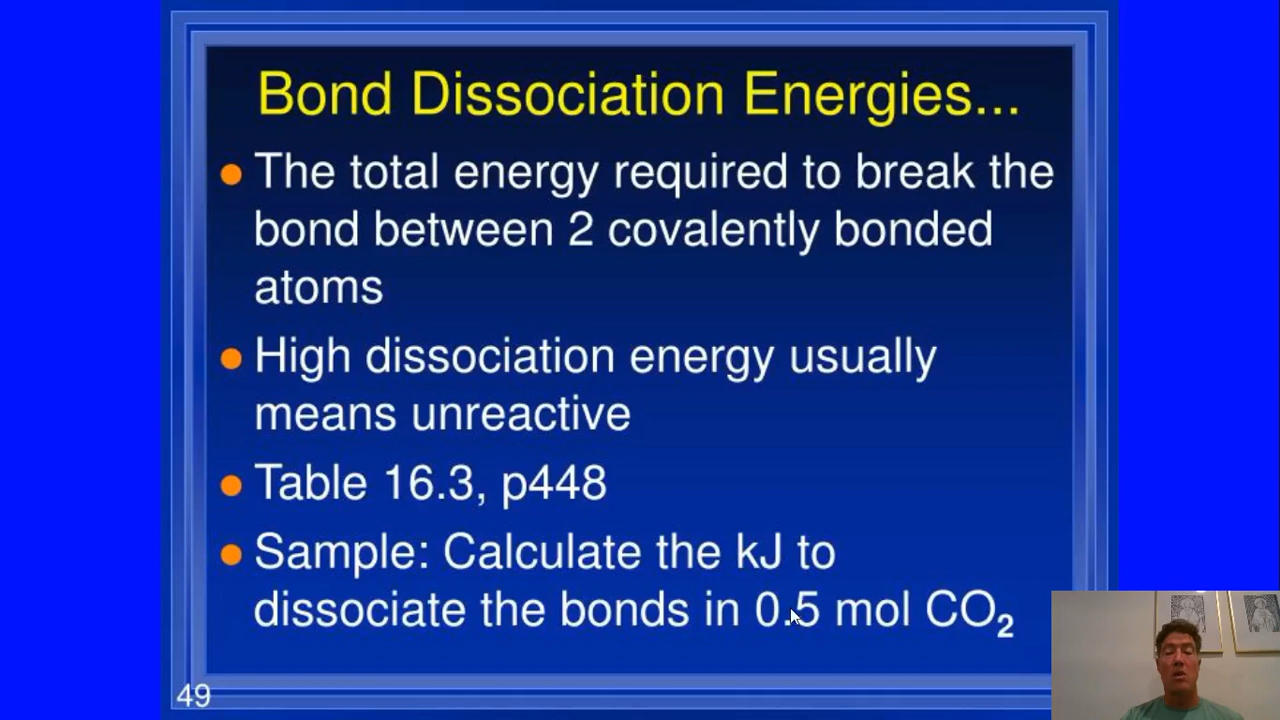 Bond Dissociation Energies...
The total energy required to break the
bond between 2 covalently bonded
atoms
High dissociation energy usually
means unreactive
Table 16.3, p448
Sample: Calculate the kJ to
dissociate the bonds in 0.5 mol CO₂
49